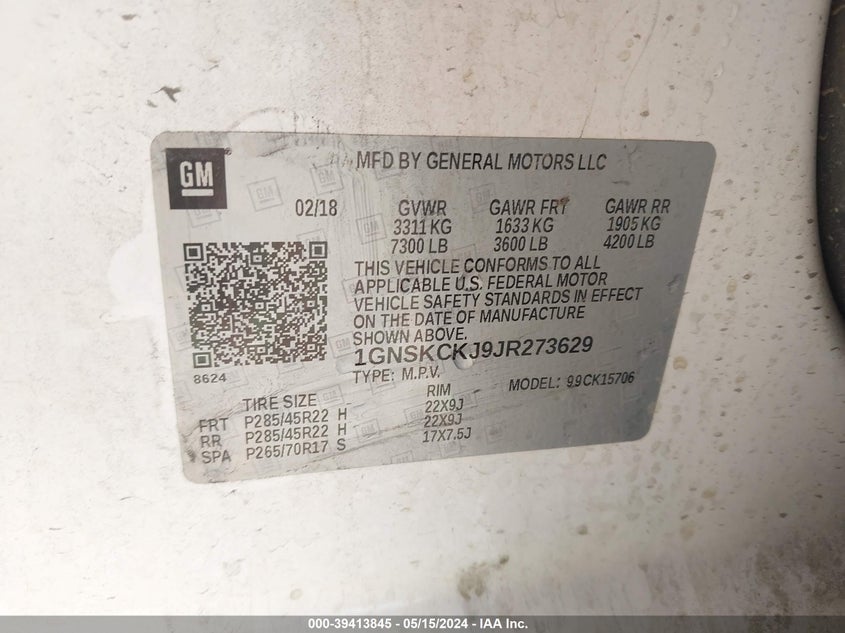 GM
MFD BY GENERAL MOTORS LLC
02/18 GVWR GAWR FRT GAWR RR
3311 KG 1633 KG 1905 KG
7300 LB 3600 LB 4200 LB
THIS VEHICLE CONFORMS TO ALL
APPLICABLE U.S. FEDERAL MOTOR
VEHICLE SAFETY STANDARDS IN EFFECT
ON THE DATE OF MANUFACTURE
SHOWN ABOVE.
1GNSKCKJ9JR273629
8624
TYPE: M.P.V. MODEL: 99CK15706
TIRE SIZE RIM
FRT P285/45R22 H 22X9J
RR P285/45R22 H 22X9J
SPA P265/70R17 S 17X7.5J
000-39413845 - 05/15/2024 - IAA Inc.